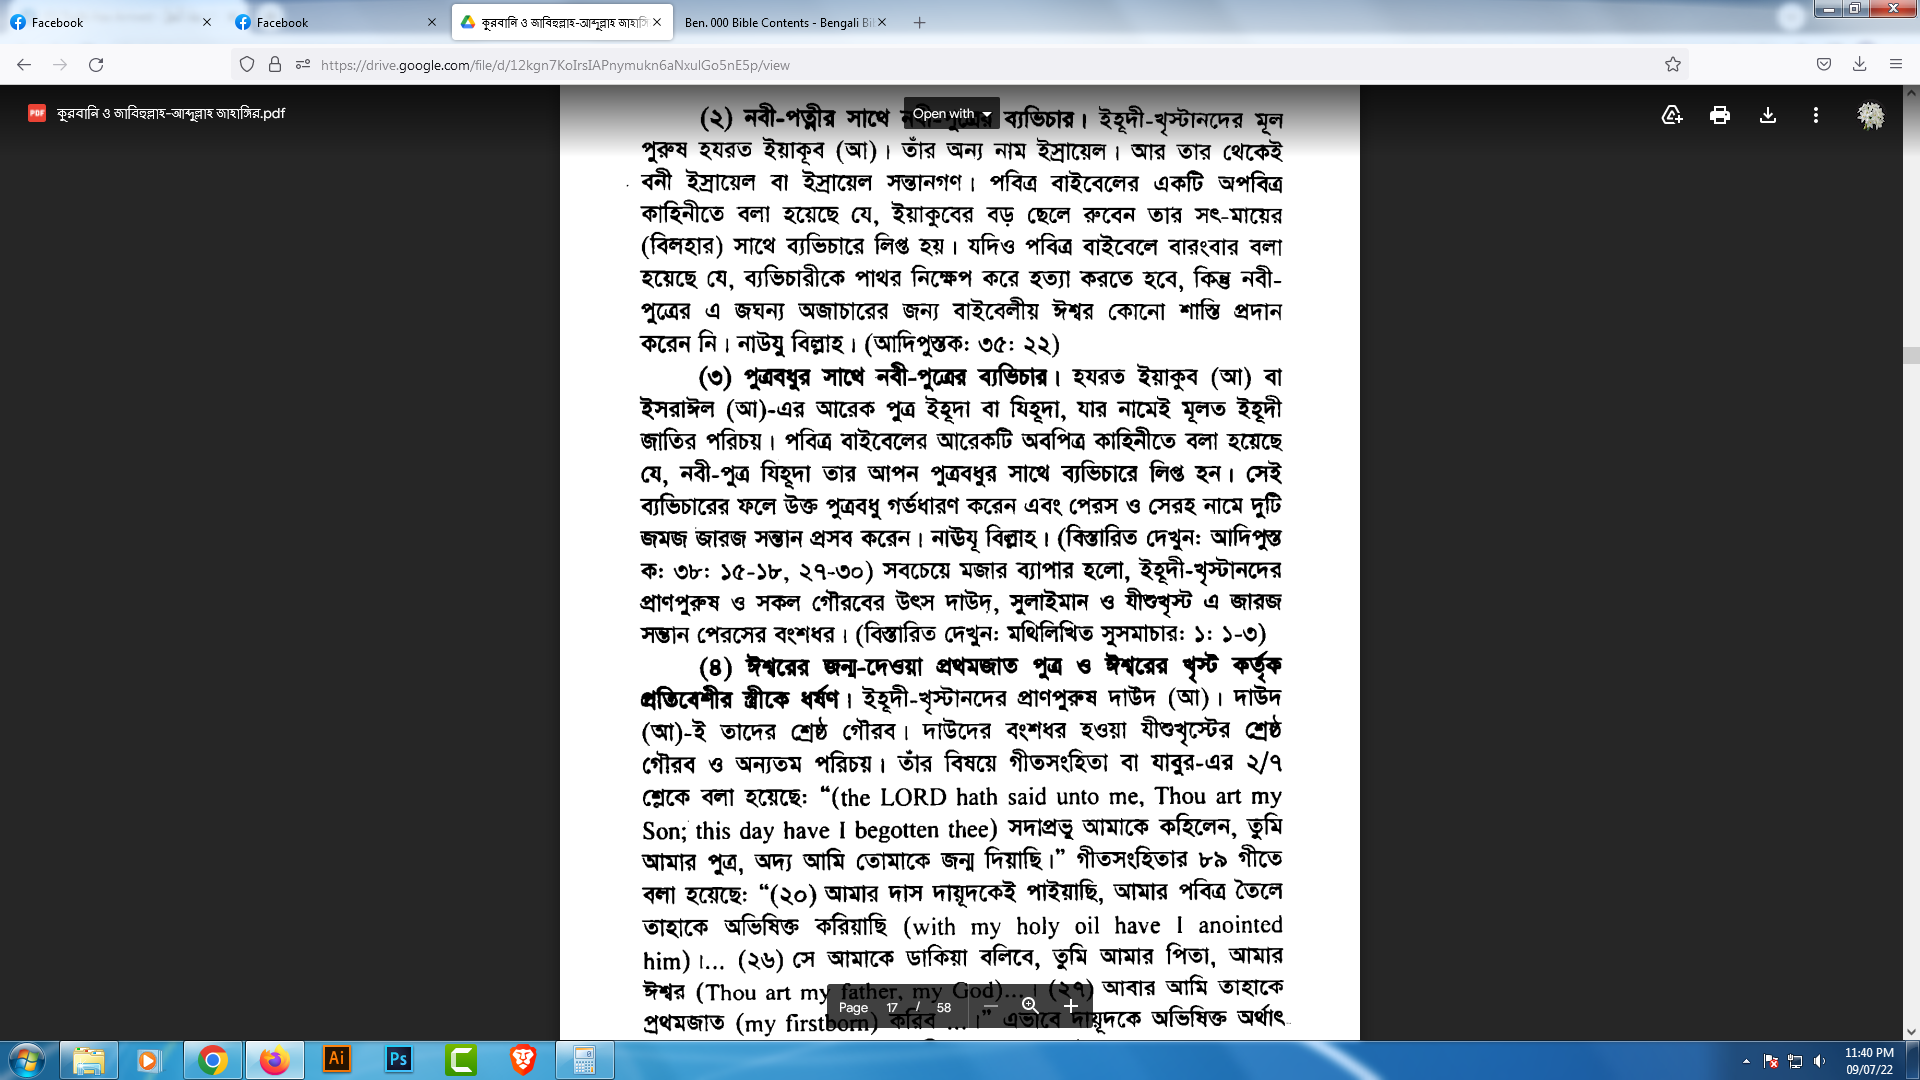 Facebook
Facebook
কুরবানি ও জাবিহুল্লাহ-আব্দুল্লাহ জাহাঙ্গি
Ben. 000 Bible Contents - Bengali Bi
https://drive.google.com/file/d/12kgn7KoIrsIAPnymukn6aNxulGo5nE5p/view
PDF
কুরবানি ও জাবিহুল্লাহ-আব্দুল্লাহ জাহাঙ্গির.pdf
Open with
(২) নবী-পত্নীর সাথে নবী-পুত্রের ব্যভিচার। ইহূদী-খৃস্টানদের মূল
পুরুষ হযরত ইয়াকূব (আ)। তাঁর অন্য নাম ইস্রায়েল। আর তার থেকেই
বনী ইস্রায়েল বা ইস্রায়েল সন্তানগণ। পবিত্র বাইবেলের একটি অপবিত্র
কাহিনীতে বলা হয়েছে যে, ইয়াকুবের বড় ছেলে রুবেন তার সৎ-মায়ের
(বিলহার) সাথে ব্যভিচারে লিপ্ত হয়। যদিও পবিত্র বাইবেলে বারংবার বলা
হয়েছে যে, ব্যভিচারীকে পাথর নিক্ষেপ করে হত্যা করতে হবে, কিন্তু নবী-
পুত্রের এ জঘন্য অজাচারের জন্য বাইবেলীয় ঈশ্বর কোনো শাস্তি প্রদান
করেন নি। নাউযু বিল্লাহ। (আদিপুস্তক: ৩৫: ২২)
(৩) পুত্রবধুর সাথে নবী-পুত্রের ব্যভিচার। হযরত ইয়াকুব (আ) বা
ইসরাঈল (আ)-এর আরেক পুত্র ইহূদা বা যিহূদা, যার নামেই মূলত ইহূদী
জাতির পরিচয়। পবিত্র বাইবেলের আরেকটি অবপিত্র কাহিনীতে বলা হয়েছে
যে, নবী-পুত্র যিহূদা তার আপন পুত্রবধুর সাথে ব্যভিচারে লিপ্ত হন। সেই
ব্যভিচারের ফলে উক্ত পুত্রবধু গর্ভধারণ করেন এবং পেরস ও সেরহ নামে দুটি
জমজ জারজ সন্তান প্রসব করেন। নাঊযূ বিল্লাহ। (বিস্তারিত দেখুন: আদিপুস্ত
ক: ৩৮: ১৫-১৮, ২৭-৩০) সবচেয়ে মজার ব্যাপার হলো, ইহূদী-খৃস্টানদের
প্রাণপুরুষ ও সকল গৌরবের উৎস দাউদ, সুলাইমান ও যীশুখৃস্ট এ জারজ
সন্তান পেরসের বংশধর। (বিস্তারিত দেখুন: মথিলিখিত সুসমাচার: ১: ১-৩)
(৪) ঈশ্বরের জন্ম-দেওয়া প্রথমজাত পুত্র ও ঈশ্বরের খৃস্ট কর্তৃক
প্রতিবেশীর স্ত্রীকে ধর্ষণ। ইহূদী-খৃস্টানদের প্রাণপুরুষ দাউদ (আ)। দাউদ
(আ)-ই তাদের শ্রেষ্ঠ গৌরব। দাউদের বংশধর হওয়া যীশুখৃস্টের শ্রেষ্ঠ
গৌরব ও অন্যতম পরিচয়। তাঁর বিষয়ে গীতসংহিতা বা যাবুর-এর ২/৭
শ্লোকে বলা হয়েছে: “(the LORD hath said unto me, Thou art my
Son; this day have I begotten thee) সদাপ্রভু আমাকে কহিলেন, তুমি
আমার পুত্র, অদ্য আমি তোমাকে জন্ম দিয়াছি।” গীতসংহিতার ৮৯ গীতে
বলা হয়েছে: “(২০) আমার দাস দায়ূদকেই পাইয়াছি, আমার পবিত্র তৈলে
তাহাকে অভিষিক্ত করিয়াছি (with my holy oil have I anointed
him)।... (২৬) সে আমাকে ডাকিয়া বলিবে, তুমি আমার পিতা, আমার
ঈশ্বর (Thou art my father, my God)...। (২৭) আবার আমি তাহাকে
প্রথমজাত (my firstborn) করিব ...।” এভাবে দায়ূদকে অভিষিক্ত অর্থাৎ
Page 17 / 58
Ai
Ps
11:40 PM
09/07/22